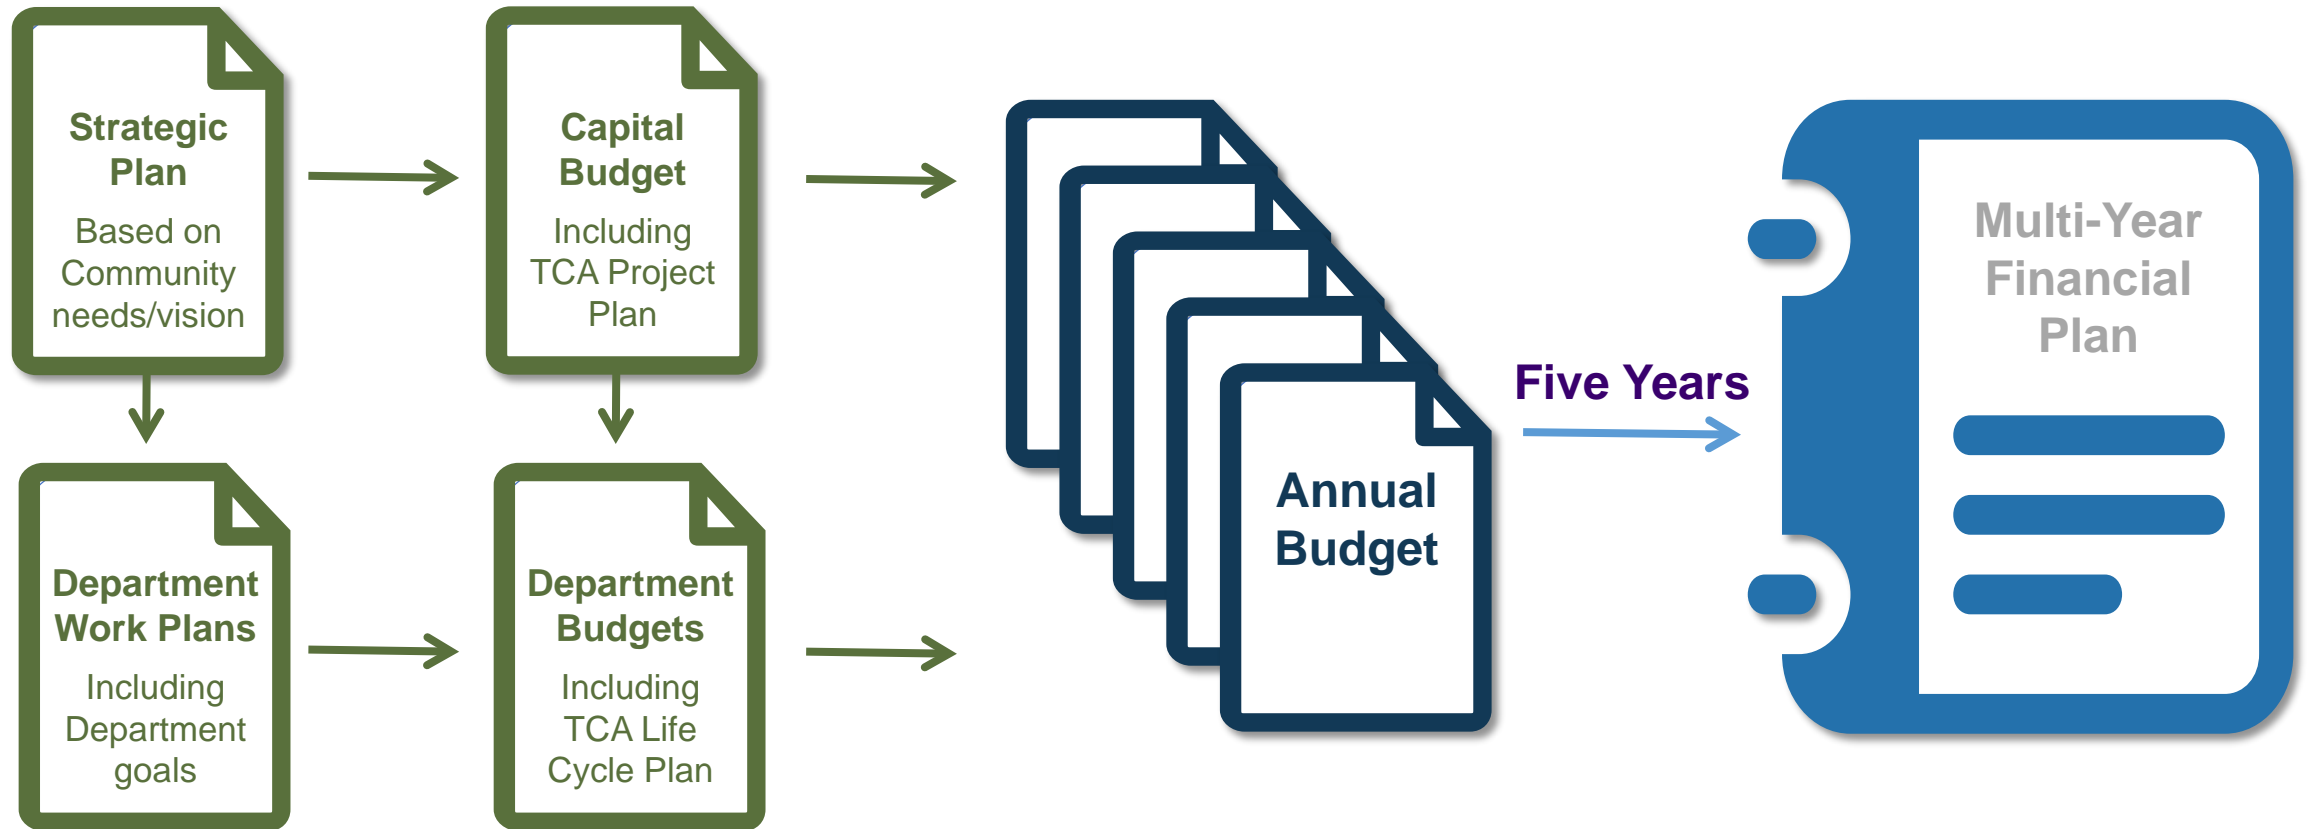 Strategic
Plan
Based on
Community
needs/vision
Capital
Budget
Including
TCA Project
Plan
Department
Work Plans
Including
Department
goals
Department
Budgets
Including
TCA Life
Cycle Plan
Annual
Budget
Five Years
Multi-Year
Financial
Plan